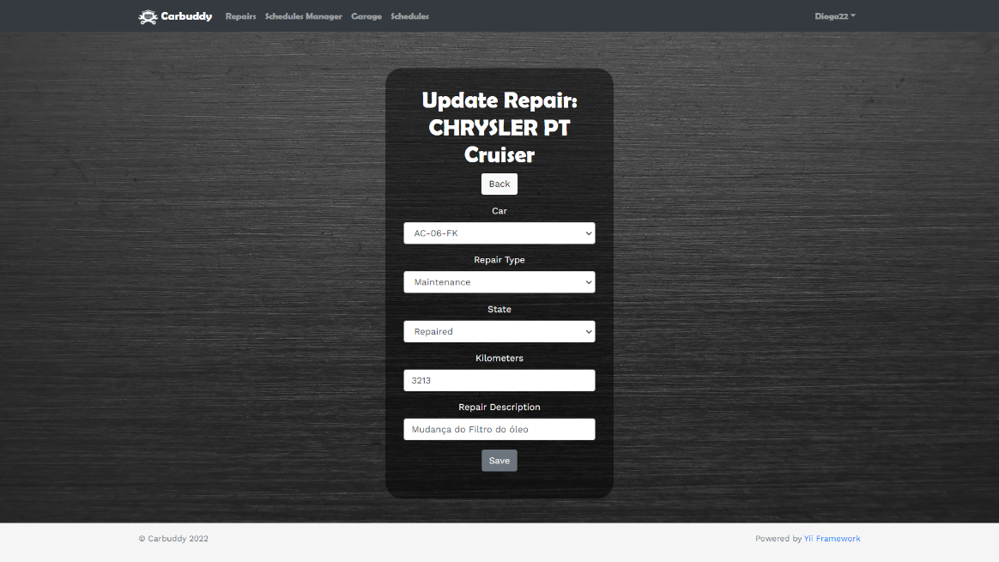 Carbuddy Repairs Schedules Manager Garage Schedules Diogo22
Update Repair:
CHRYSLER PT
Cruiser
Back
Car
AC-06-FK
Repair Type
Maintenance
State
Repaired
Kilometers
3213
Repair Description
Mudança do Filtro do óleo
Save
© Carbuddy 2022 Powered by Yii Framework